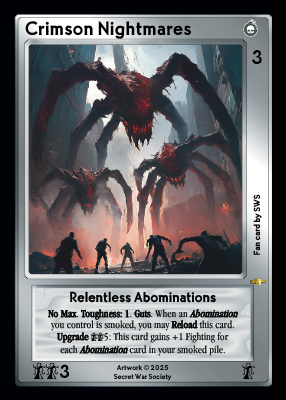 Crimson Nightmares
3
Fan card by SWS
Relentless Abominations
No Max. Toughness: 1. Guts. When an Abomination
you control is smoked, you may Reload this card.
Upgrade 5: This card gains +1 Fighting for
each Abomination card in your smoked pile.
3
Artwork © 2025
Secret War Society